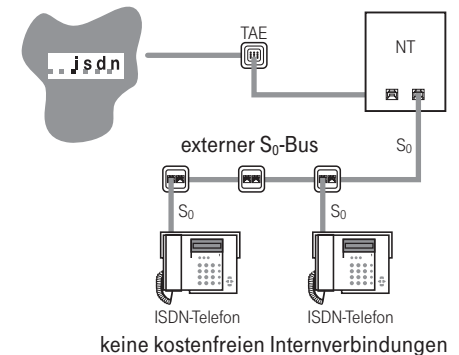 TAE
NT
isdn
externer S0-Bus
S0
S0
S0
ISDN-Telefon
ISDN-Telefon
keine kostenfreien Internverbindungen